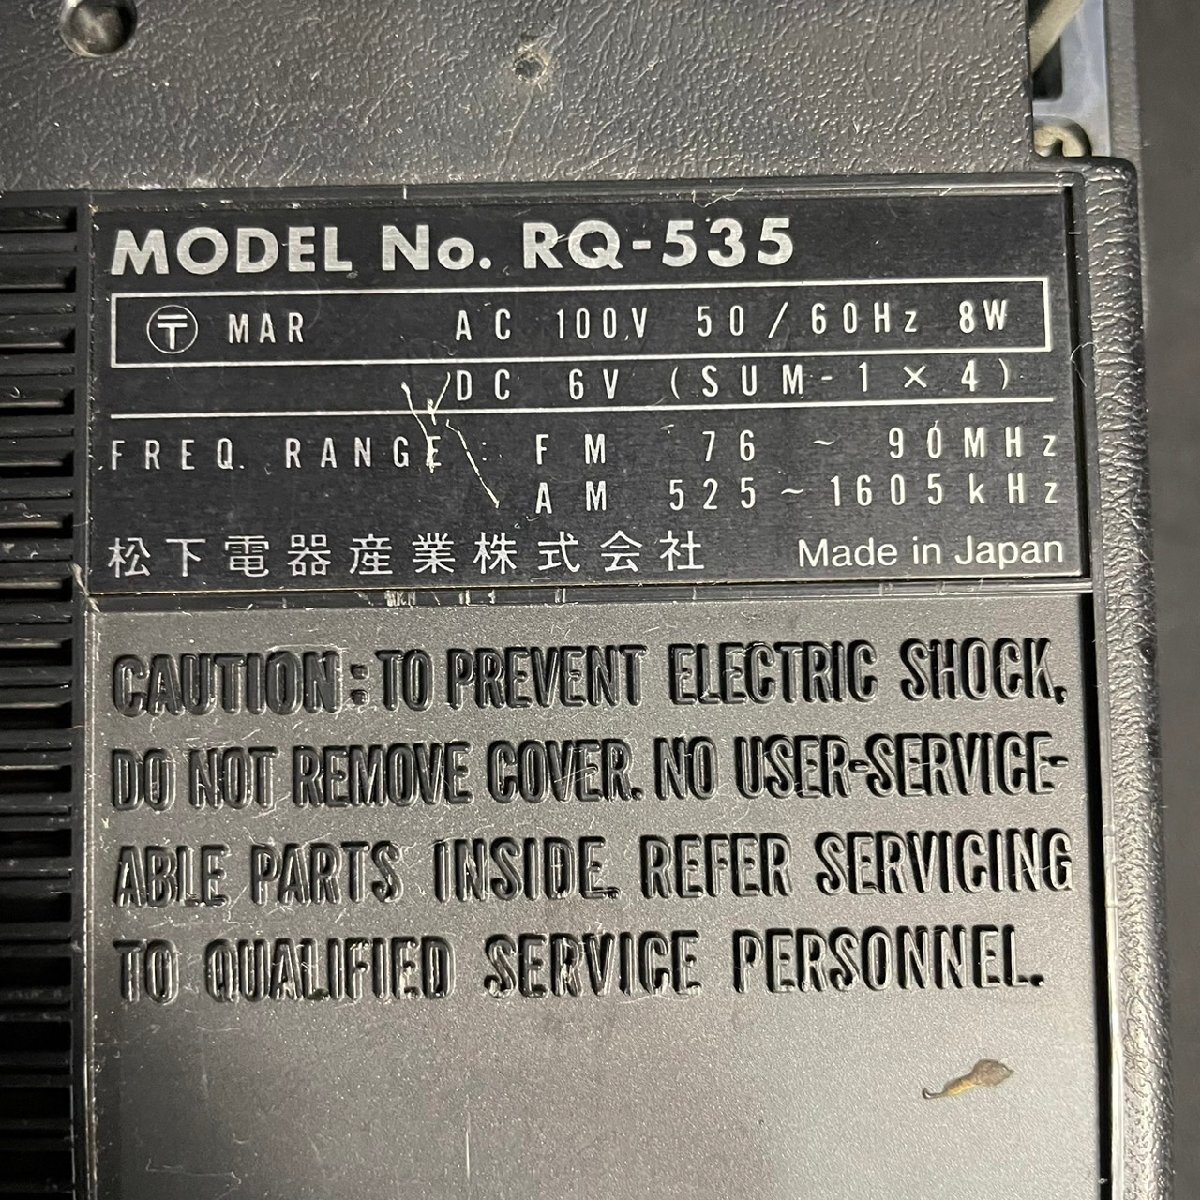 MODEL No. RQ-535
〶 MAR AC 100V 50/60Hz 8W
DC 6V (SUM-1×4)
FREQ. RANGE : FM 76 ~ 90MHz
AM 525~1605kHz
松下電器産業株式会社 Made in Japan
CAUTION: TO PREVENT ELECTRIC SHOCK,
DO NOT REMOVE COVER. NO USER-SERVICE-
ABLE PARTS INSIDE. REFER SERVICING
TO QUALIFIED SERVICE PERSONNEL.